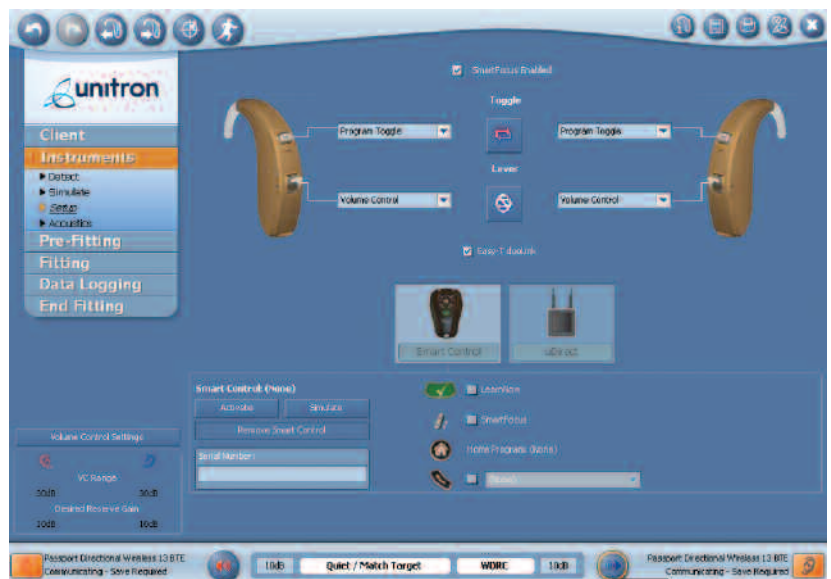 unitron
Client
Instruments
Detect
Simulate
Setup
Acoustics
Pre-Fitting
Fitting
Data Logging
End Fitting
SmartFocus Enabled
Toggle
Program Toggle
Program Toggle
Lever
Volume Control
Volume Control
Easy-T duoLink
Smart Control
uDirect
Smart Control: (None)
Activate
Simulate
Remove Smart Control
Serial Number:
LearnNow
SmartFocus
Home Program: (None)
(None)
Volume Control Settings
VC Range
30dB 30dB
Desired Reserve Gain
10dB 10dB
Passport Directional Wireless 13 BTE
Communicating - Save Required
10dB
Quiet / Match Target
WDRC
10dB
Passport Directional Wireless 13 BTE
Communicating - Save Required